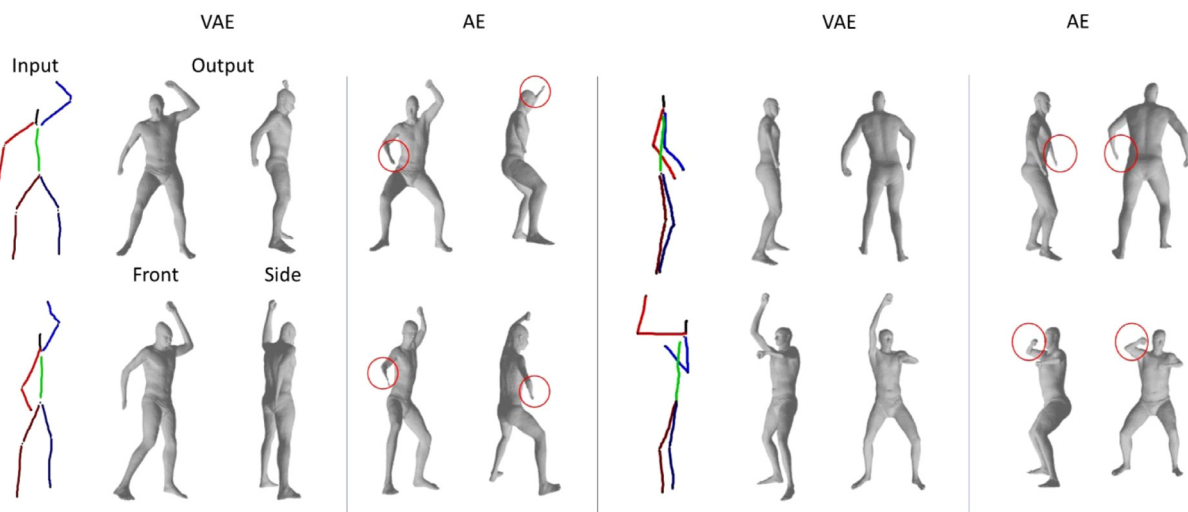 VAE
AE
VAE
AE
Input
Output
Front
Side